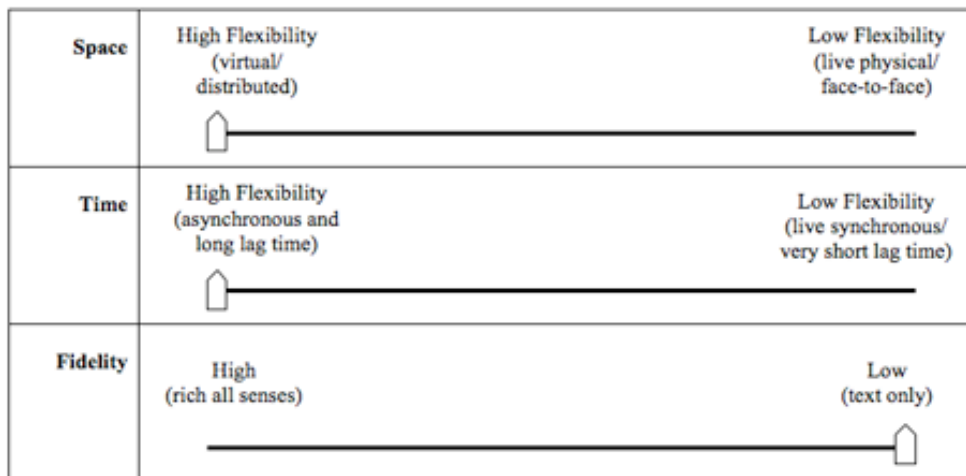 Space
High Flexibility
(virtual/
distributed)
Low Flexibility
(live physical/
face-to-face)
Time
High Flexibility
(asynchronous and
long lag time)
Low Flexibility
(live synchronous/
very short lag time)
Fidelity
High
(rich all senses)
Low
(text only)